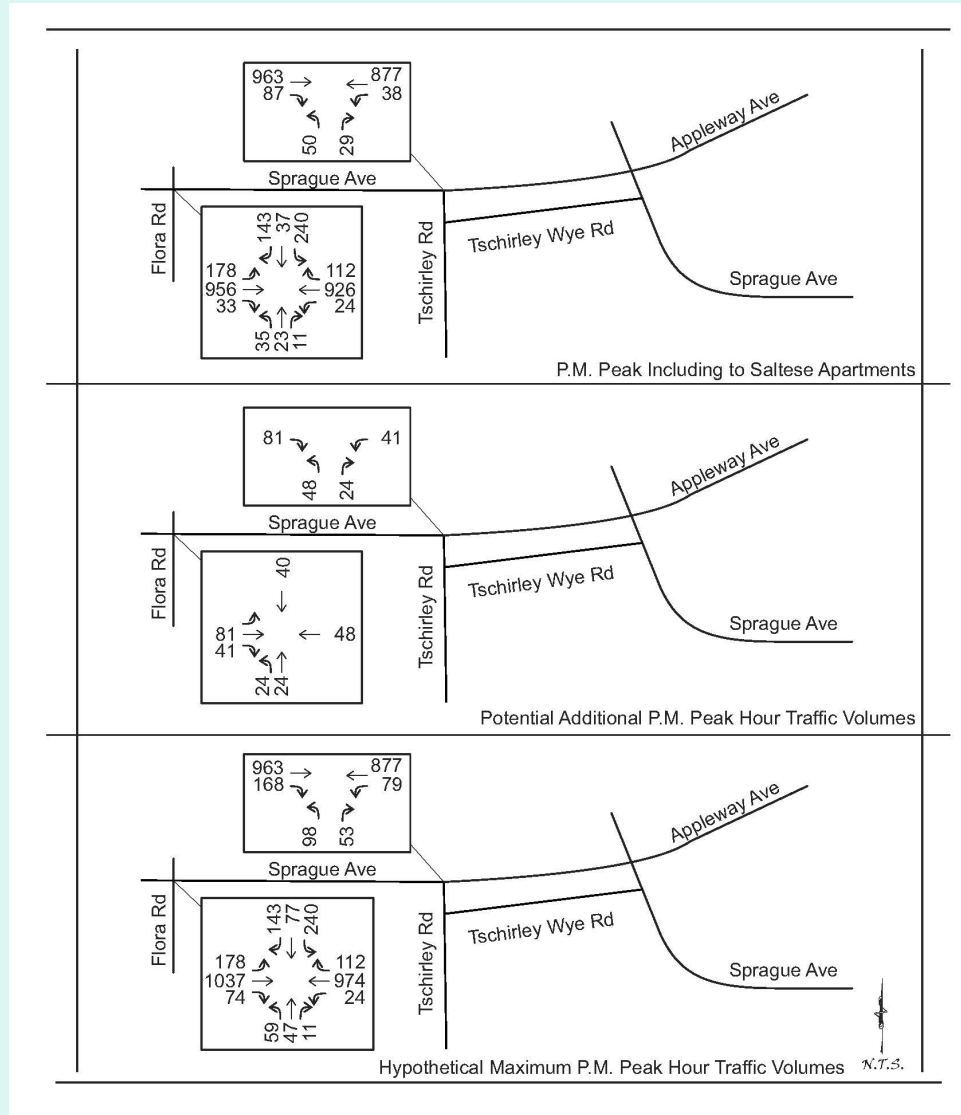 963 877
87 38
50 29
Sprague Ave
Appleway Ave
Flora Rd
143 37 240
178 112
956 926
33 24
35 23 11
Tschirley Rd
Tschirley Wye Rd
Sprague Ave
P.M. Peak Including to Saltese Apartments
81 41
48 24
Sprague Ave
Appleway Ave
Flora Rd
40
81 48
41
24 24
Tschirley Rd
Tschirley Wye Rd
Sprague Ave
Potential Additional P.M. Peak Hour Traffic Volumes
963 877
168 79
98 53
Sprague Ave
Appleway Ave
Flora Rd
143 77 240
178 112
1037 974
74 24
59 47 11
Tschirley Rd
Tschirley Wye Rd
Sprague Ave
Hypothetical Maximum P.M. Peak Hour Traffic Volumes
N.T.S.